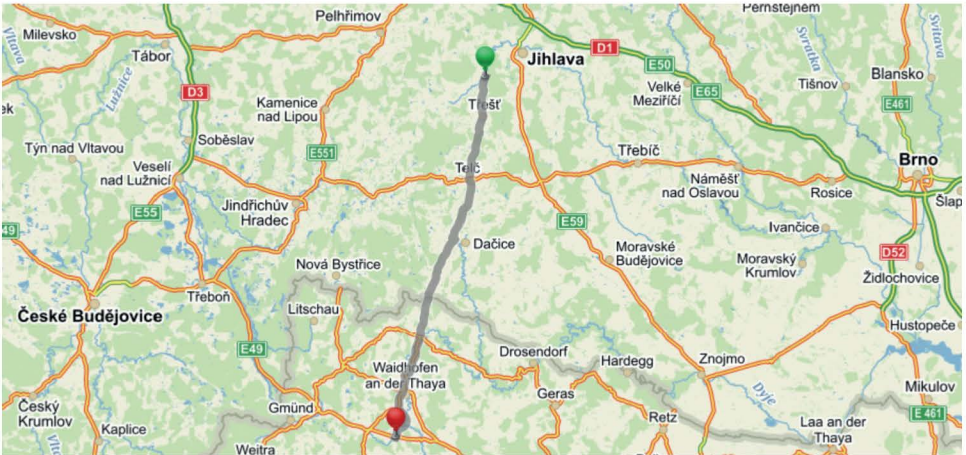 Vltava
Milevsko
Tábor
Lužnice
D3
Pelhřimov
Jihlava
D1
E50
E65
Velké
Meziříčí
Pernštejnem
Svratka
Svitava
Tišnov
Blansko
E461
ek
Kamenice
nad Lipou
Třešť
Týn nad Vltavou
Soběslav
Veselí
nad Lužnicí
E551
Telč
Třebíč
Náměšť
nad Oslavou
Rosice
Brno
Šlap
49
E55
Jindřichův
Hradec
E59
Ivančice
Dačice
Moravské
Budějovice
Moravský
Krumlov
D52
Židlochovice
Nová Bystřice
Třeboň
České Budějovice
Litschau
Hustopeče
E49
Drosendorf
Hardegg
Znojmo
Waidhofen
an der Thaya
Mikulov
Dyje
Geras
Český
Krumlov
Gmünd
Retz
E 461
Kaplice
Laa an der
Thaya
Weitra